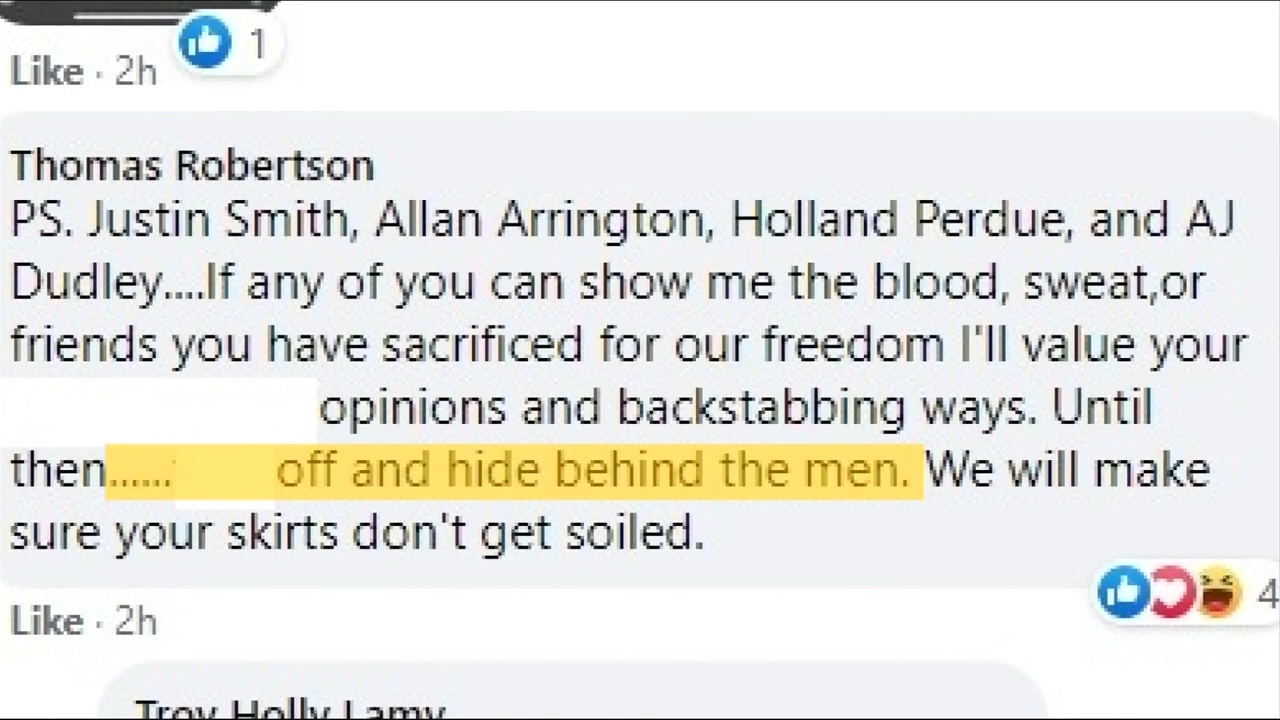 1
Like · 2h
Thomas Robertson
PS. Justin Smith, Allan Arrington, Holland Perdue, and AJ
Dudley....If any of you can show me the blood, sweat,or
friends you have sacrificed for our freedom I'll value your
opinions and backstabbing ways. Until
then...... off and hide behind the men. We will make
sure your skirts don't get soiled.
4
Like · 2h
Troy Holly Lamy